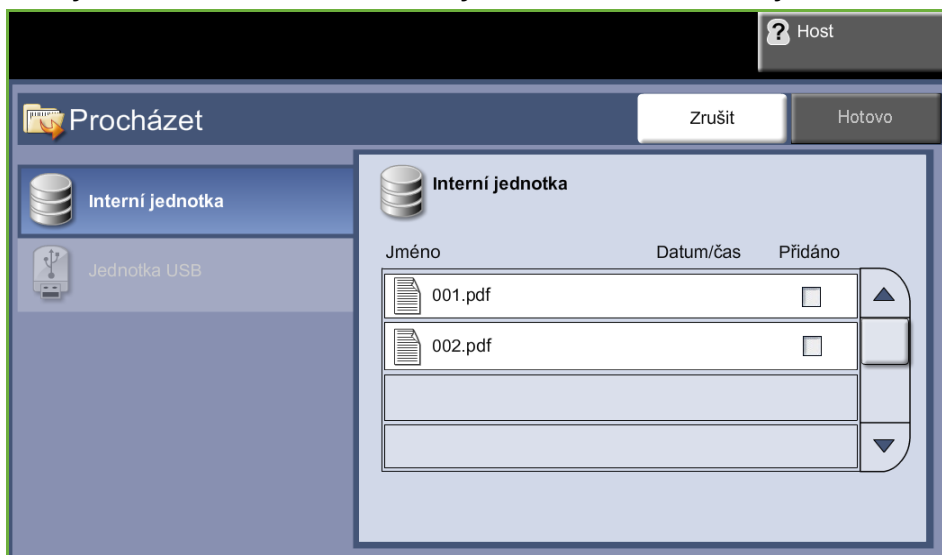 Host
Procházet
Zrušit
Hotovo
Interní jednotka
Jednotka USB
Interní jednotka
Jméno Datum/čas Přidáno
001.pdf
002.pdf